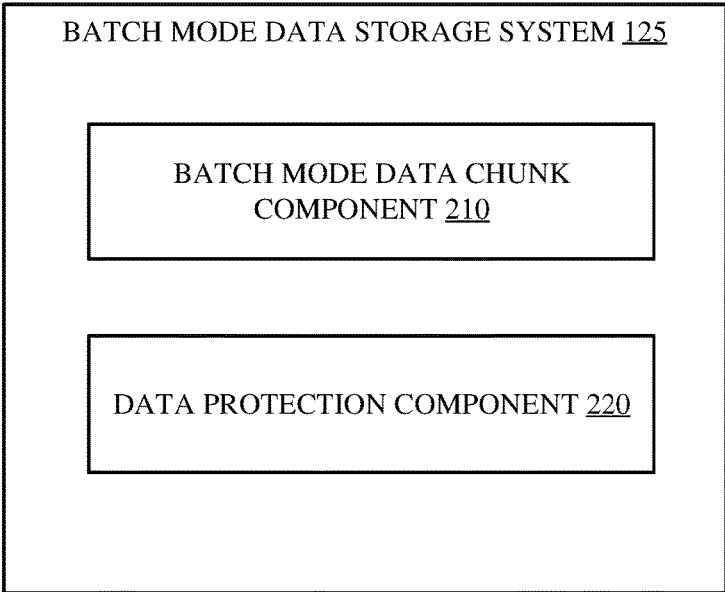 BATCH MODE DATA STORAGE SYSTEM 125
BATCH MODE DATA CHUNK
COMPONENT 210
DATA PROTECTION COMPONENT 220